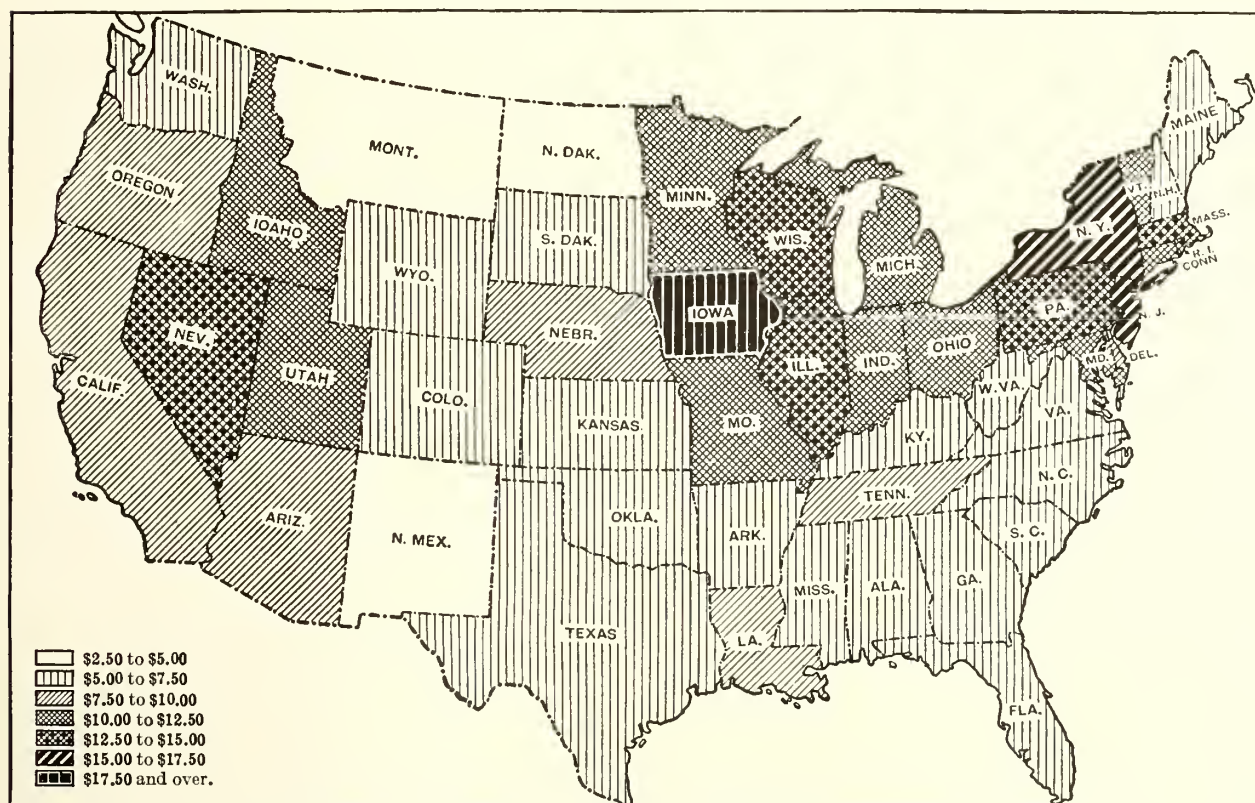 WASH.
MONT.
N. DAK.
MINN.
MAINE
OREGON
IOAHO
S. DAK.
WIS.
MICH.
N. Y.
VT.
N.H.
MASS.
R. I.
CONN
WYO.
IOWA
NEBR.
PA.
N. J.
NEV.
UTAH
COLO.
ILL.
IND.
OHIO
MD.
DEL.
CALIF.
KANSAS.
MO.
W. VA.
VA.
KY.
ARIZ.
N. MEX.
OKLA.
ARK.
TENN.
N. C.
S. C.
TEXAS
LA.
MISS.
ALA.
GA.
FLA.
$2.50 to $5.00
$5.00 to $7.50
$7.50 to $10.00
$10.00 to $12.50
$12.50 to $15.00
$15.00 to $17.50
$17.50 and over.